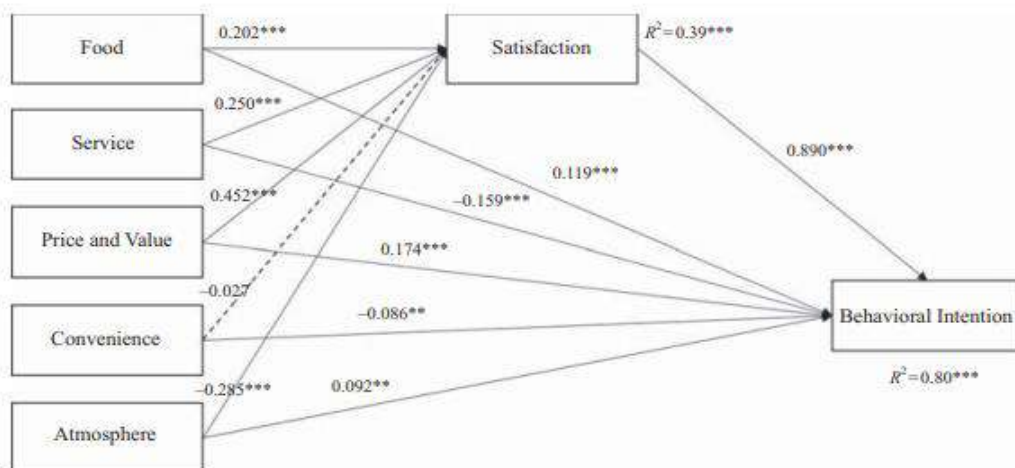 Food
0.202***
Satisfaction
R² = 0.39***
0.250***
Service
0.890***
0.119***
0.452***
–0.159***
Price and Value
0.174***
–0.027
–0.086**
Convenience
Behavioral Intention
–0.285***
0.092**
R² = 0.80***
Atmosphere